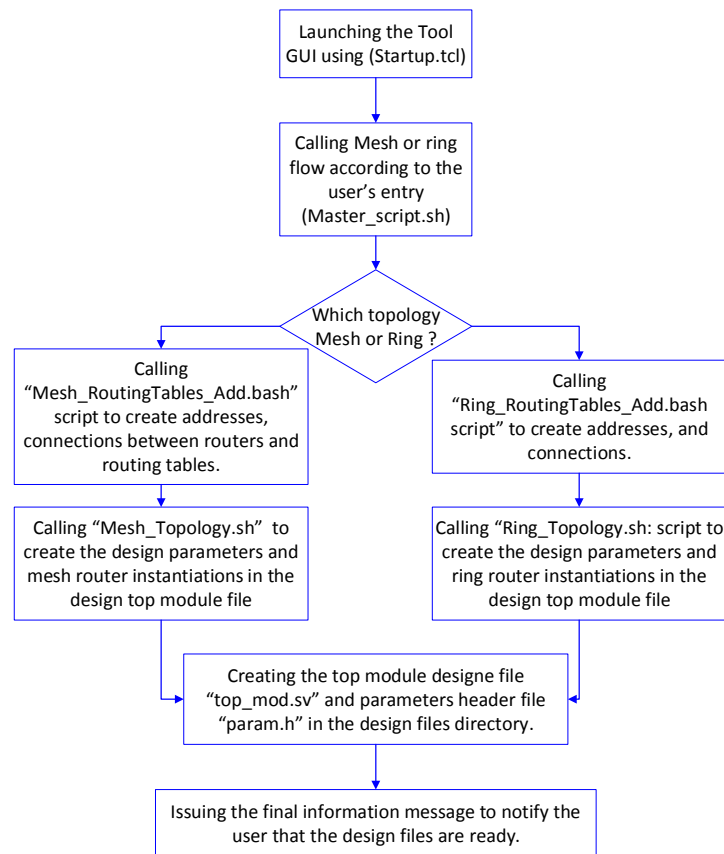 Launching the Tool
GUI using (Startup.tcl)
Calling Mesh or ring
flow according to the
user’s entry
(Master_script.sh)
Which topology
Mesh or Ring ?
Calling
“Mesh_RoutingTables_Add.bash”
script to create addresses,
connections between routers and
routing tables.
Calling
“Ring_RoutingTables_Add.bash
script” to create addresses, and
connections.
Calling “Mesh_Topology.sh” to
create the design parameters and
mesh router instantiations in the
design top module file
Calling “Ring_Topology.sh: script to
create the design parameters and
ring router instantiations in the
design top module file
Creating the top module designe file
“top_mod.sv” and parameters header file
“param.h” in the design files directory.
Issuing the final information message to notify the
user that the design files are ready.